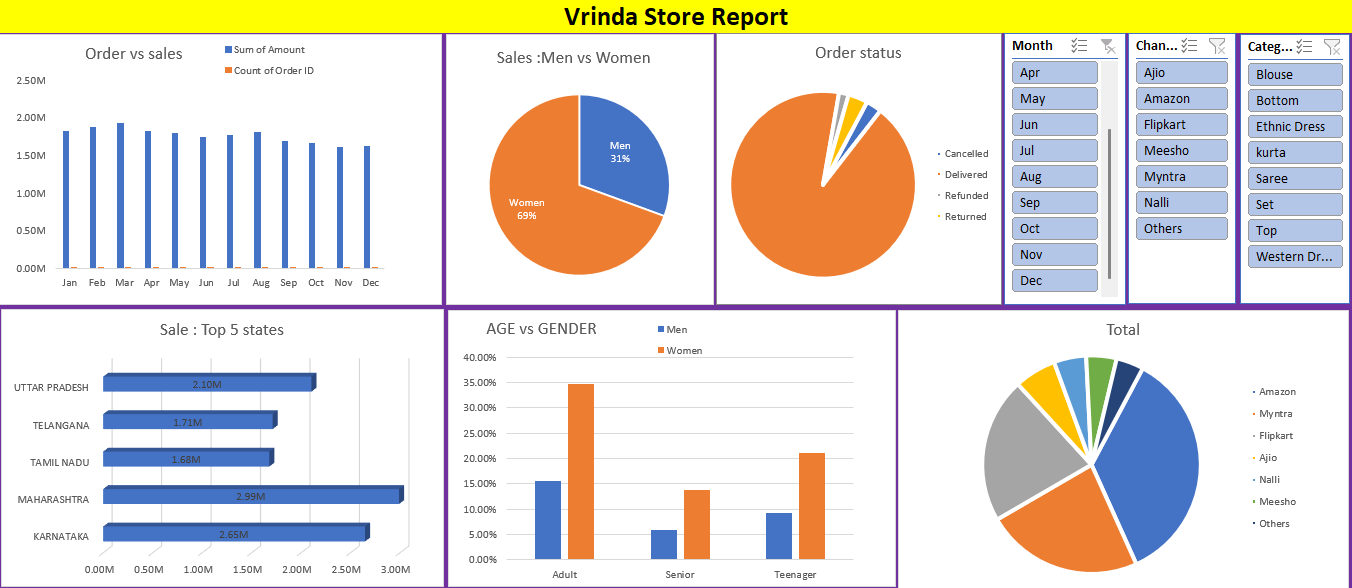 Vrinda Store Report
Order vs sales
Sum of Amount
Count of Order ID
2.50M
2.00M
1.50M
1.00M
0.50M
0.00M
Jan Feb Mar Apr May Jun Jul Aug Sep Oct Nov Dec
Sales :Men vs Women
Men
31%
Women
69%
Order status
Cancelled
Delivered
Refunded
Returned
Month
Apr
May
Jun
Jul
Aug
Sep
Oct
Nov
Dec
Chan...
Ajio
Amazon
Flipkart
Meesho
Myntra
Nalli
Others
Categ...
Blouse
Bottom
Ethnic Dress
kurta
Saree
Set
Top
Western Dr...
Sale : Top 5 states
UTTAR PRADESH 2.10M
TELANGANA 1.71M
TAMIL NADU 1.68M
MAHARASHTRA 2.99M
KARNATAKA 2.65M
0.00M 0.50M 1.00M 1.50M 2.00M 2.50M 3.00M
AGE vs GENDER
Men
Women
40.00%
35.00%
30.00%
25.00%
20.00%
15.00%
10.00%
5.00%
0.00%
Adult Senior Teenager
Total
Amazon
Myntra
Flipkart
Ajio
Nalli
Meesho
Others